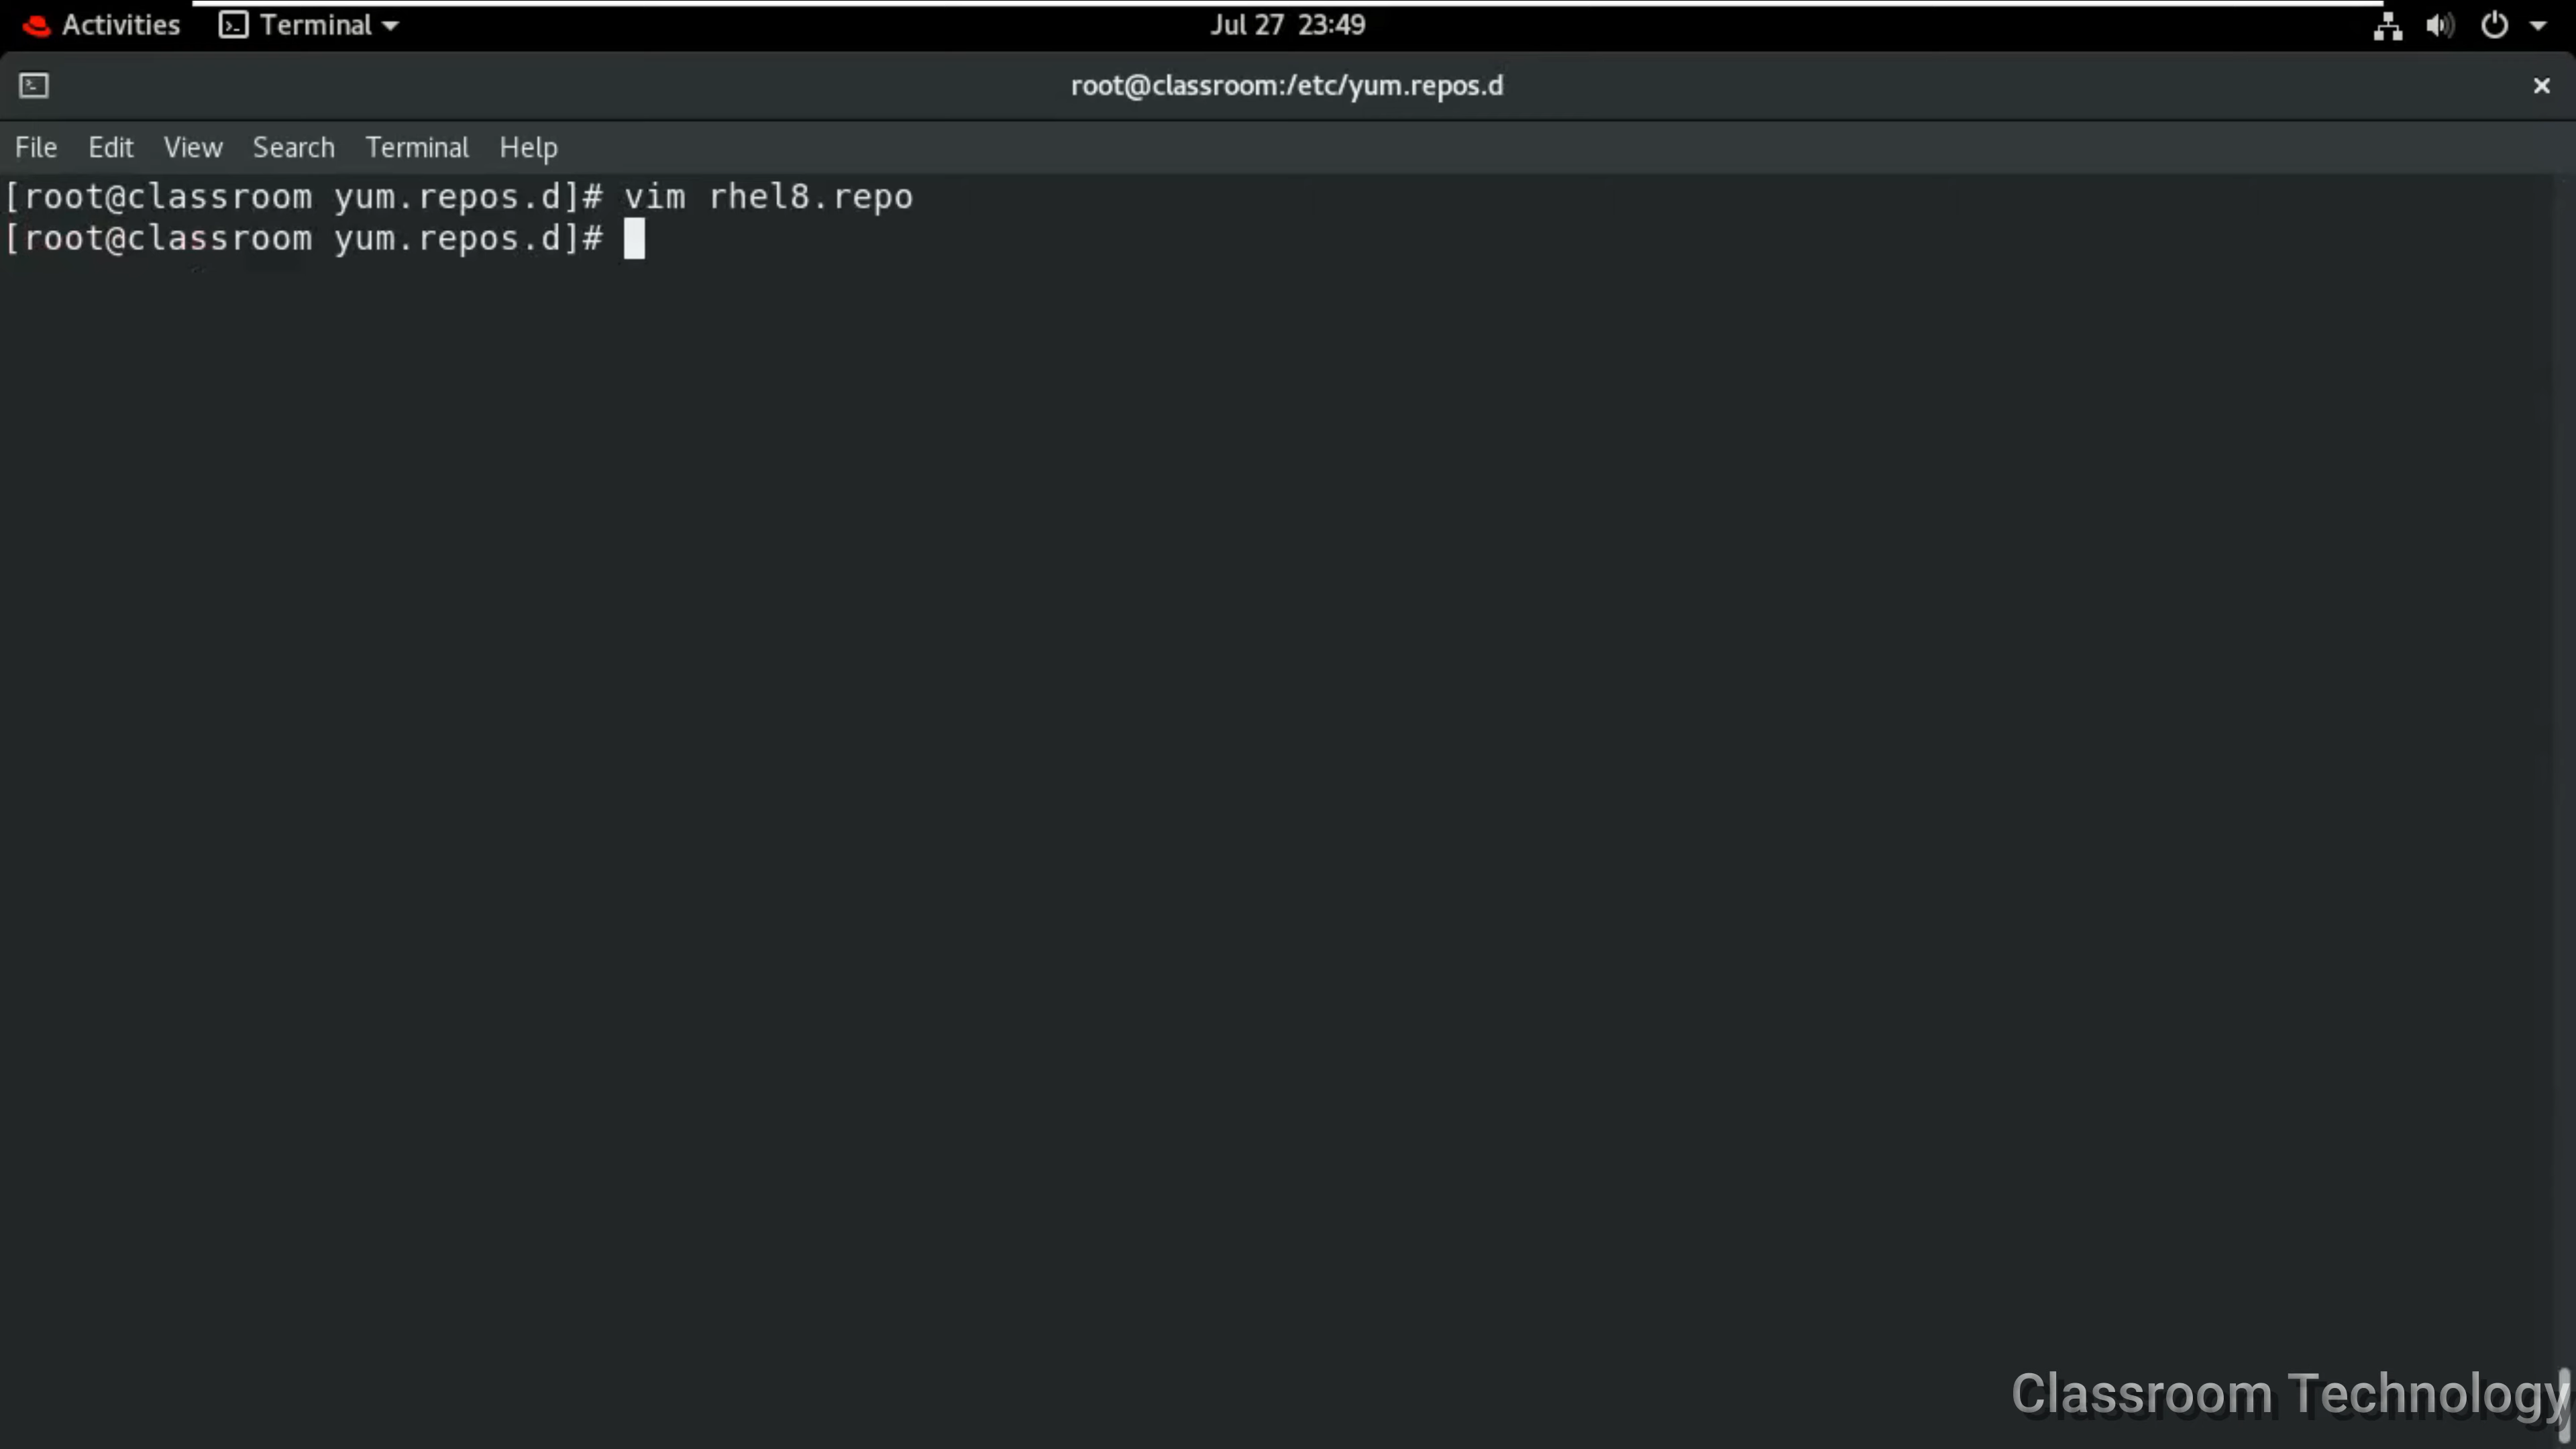 Activities Terminal Jul 27 23:49
root@classroom:/etc/yum.repos.d
File Edit View Search Terminal Help
[root@classroom yum.repos.d]# vim rhel8.repo
[root@classroom yum.repos.d]#
Classroom Technology